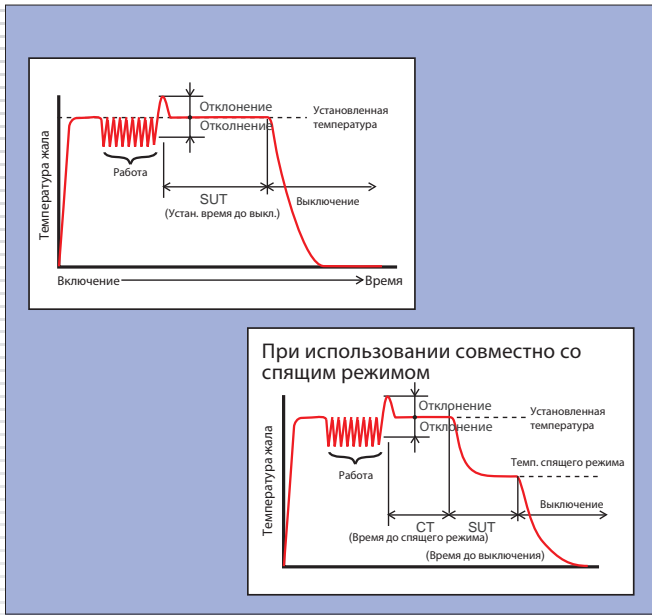 Температура жала
Отклонение
Отколнение
Установленная
температура
Работа
SUT
(Устан. время до выкл.)
Выключение
Включение
Время
При использовании совместно со
спящим режимом
Температура жала
Отклонение
Отклонение
Установленная
температура
Работа
Темп. спящего режима
Выключение
CT
SUT
(Время до спящего режима)
(Время до выключения)